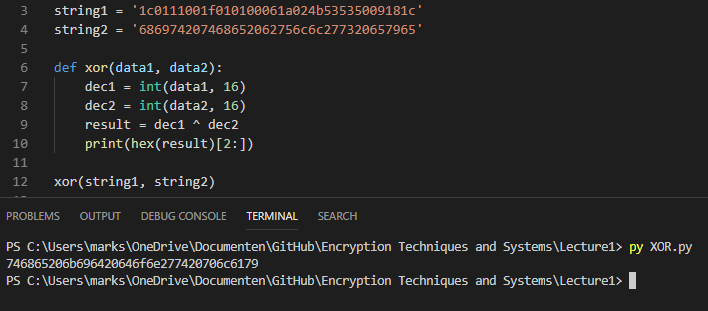 3 string1 = '1c0111001f010100061a024b53535009181c'
4 string2 = '686974207468652062756c6c277320657965'
5
6 def xor(data1, data2):
7     dec1 = int(data1, 16)
8     dec2 = int(data2, 16)
9     result = dec1 ^ dec2
10     print(hex(result)[2:])
11
12 xor(string1, string2)
PROBLEMS OUTPUT DEBUG CONSOLE TERMINAL SEARCH
PS C:\Users\marks\OneDrive\Documenten\GitHub\Encryption Techniques and Systems\Lecture1> py XOR.py
746865206b696420646f6e277420706c6179
PS C:\Users\marks\OneDrive\Documenten\GitHub\Encryption Techniques and Systems\Lecture1>